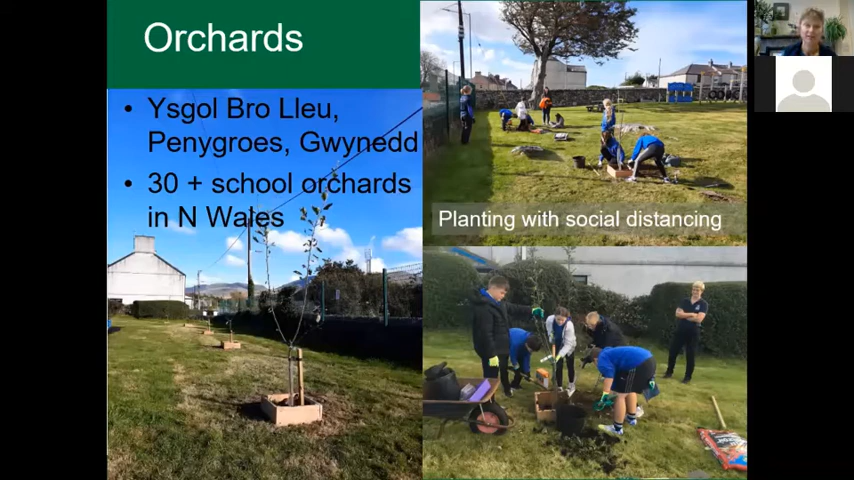 Orchards
• Ysgol Bro Lleu,
Penygroes, Gwynedd
• 30 + school orchards
in N Wales
Planting with social distancing